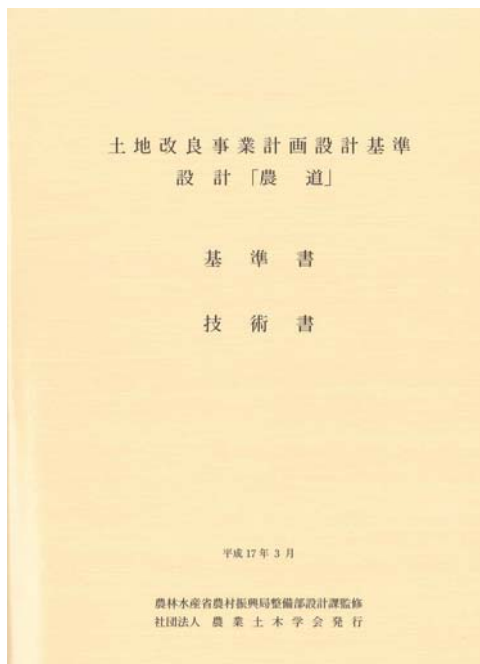 土地改良事業計画設計基準
設計「農 道」
基準書
技術書
平成17年3月
農林水産省農村振興局整備部設計課監修
社団法人 農業土木学会発行